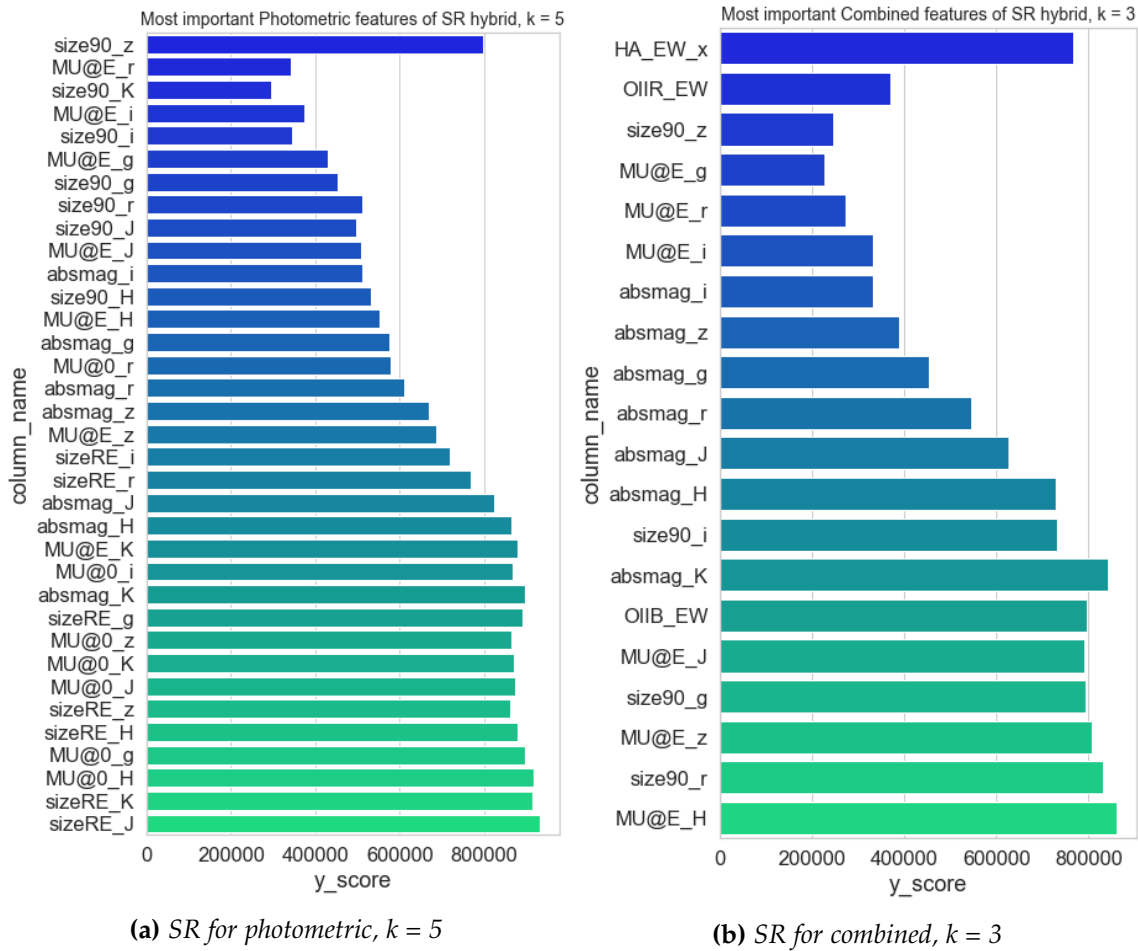 Most important Photometric features of SR hybrid, k = 5
column_name
size90_z
MU@E_r
size90_K
MU@E_i
size90_i
MU@E_g
size90_g
size90_r
size90_J
MU@E_J
absmag_i
size90_H
MU@E_H
absmag_g
MU@0_r
absmag_r
absmag_z
MU@E_z
sizeRE_i
sizeRE_r
absmag_J
absmag_H
MU@E_K
MU@0_i
absmag_K
sizeRE_g
MU@0_z
MU@0_K
MU@0_J
sizeRE_z
sizeRE_H
MU@0_g
MU@0_H
sizeRE_K
sizeRE_J
0 200000 400000 600000 800000
y_score
(a) SR for photometric, k = 5
Most important Combined features of SR hybrid, k = 3
column_name
HA_EW_x
OIIR_EW
size90_z
MU@E_g
MU@E_r
MU@E_i
absmag_i
absmag_z
absmag_g
absmag_r
absmag_J
absmag_H
size90_i
absmag_K
OIIB_EW
MU@E_J
size90_g
MU@E_z
size90_r
MU@E_H
0 200000 400000 600000 800000
y_score
(b) SR for combined, k = 3